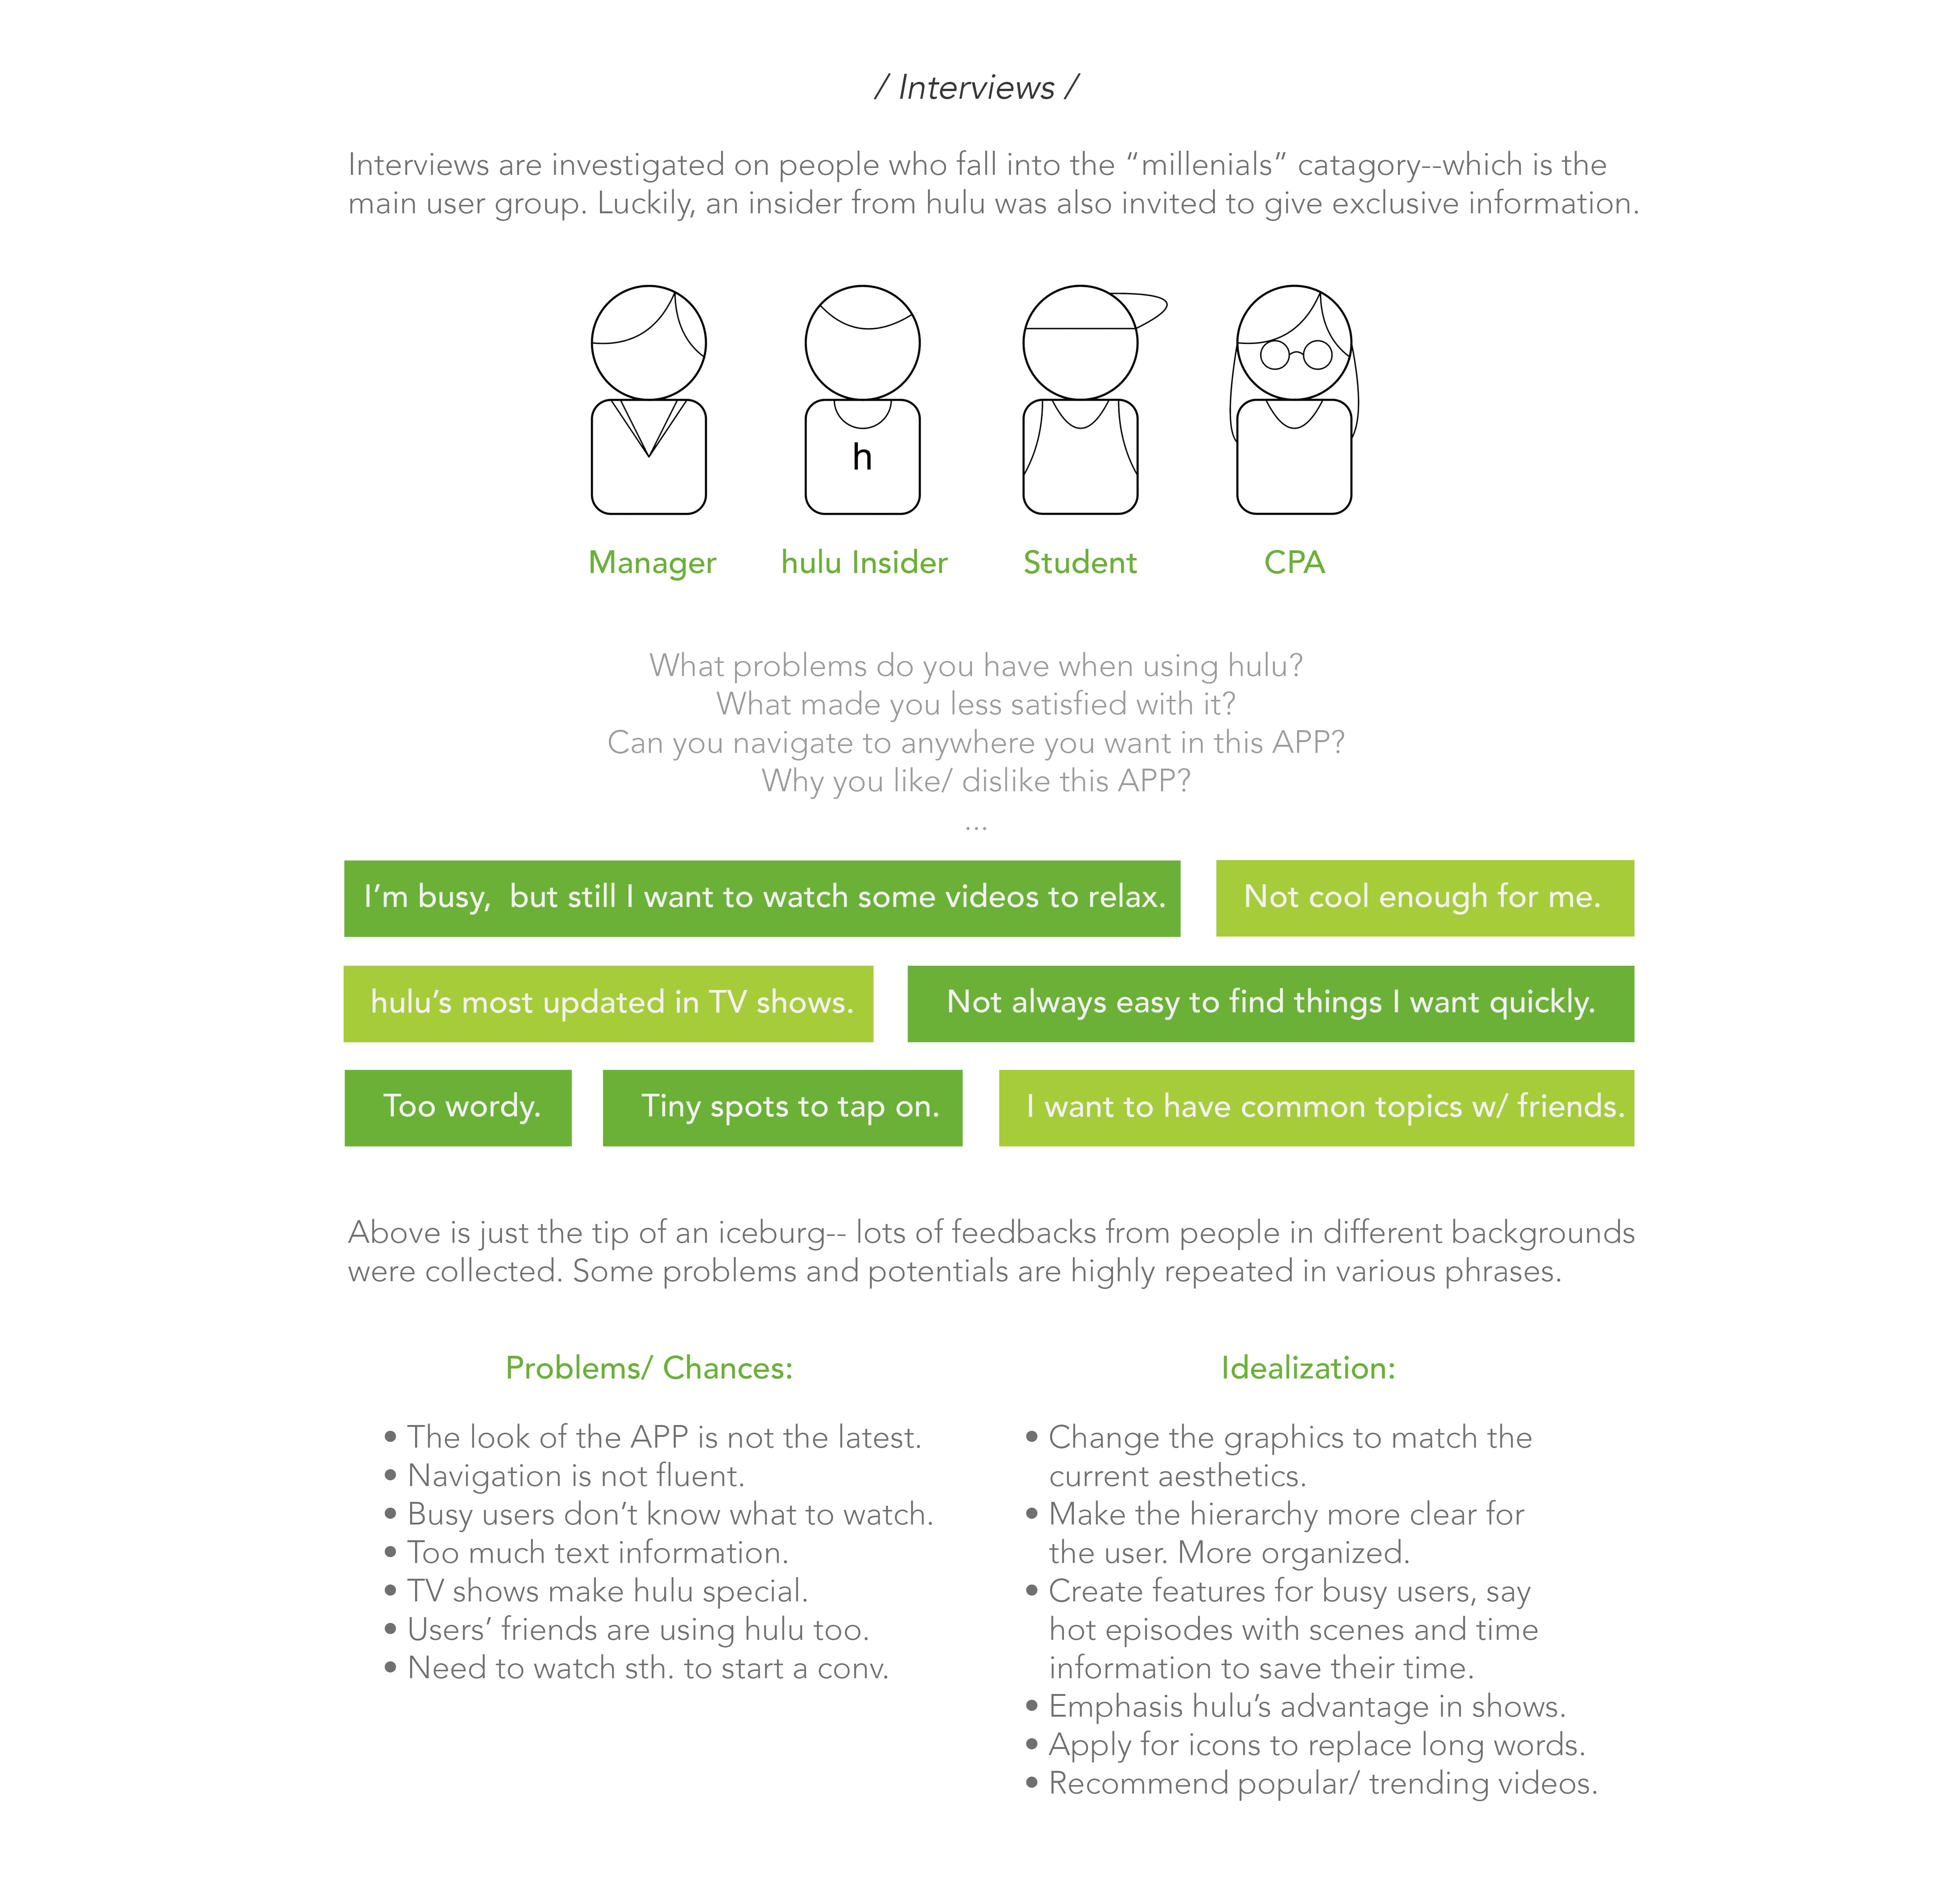 / Interviews /
Interviews are investigated on people who fall into the “millenials” catagory--which is the
main user group. Luckily, an insider from hulu was also invited to give exclusive information.
h
Manager hulu Insider Student CPA
What problems do you have when using hulu?
What made you less satisfied with it?
Can you navigate to anywhere you want in this APP?
Why you like/ dislike this APP?
...
I’m busy, but still I want to watch some videos to relax. Not cool enough for me.
hulu’s most updated in TV shows. Not always easy to find things I want quickly.
Too wordy. Tiny spots to tap on. I want to have common topics w/ friends.
Above is just the tip of an iceburg-- lots of feedbacks from people in different backgrounds
were collected. Some problems and potentials are highly repeated in various phrases.
Problems/ Chances:
• The look of the APP is not the latest.
• Navigation is not fluent.
• Busy users don’t know what to watch.
• Too much text information.
• TV shows make hulu special.
• Users’ friends are using hulu too.
• Need to watch sth. to start a conv.
Idealization:
• Change the graphics to match the
current aesthetics.
• Make the hierarchy more clear for
the user. More organized.
• Create features for busy users, say
hot episodes with scenes and time
information to save their time.
• Emphasis hulu’s advantage in shows.
• Apply for icons to replace long words.
• Recommend popular/ trending videos.